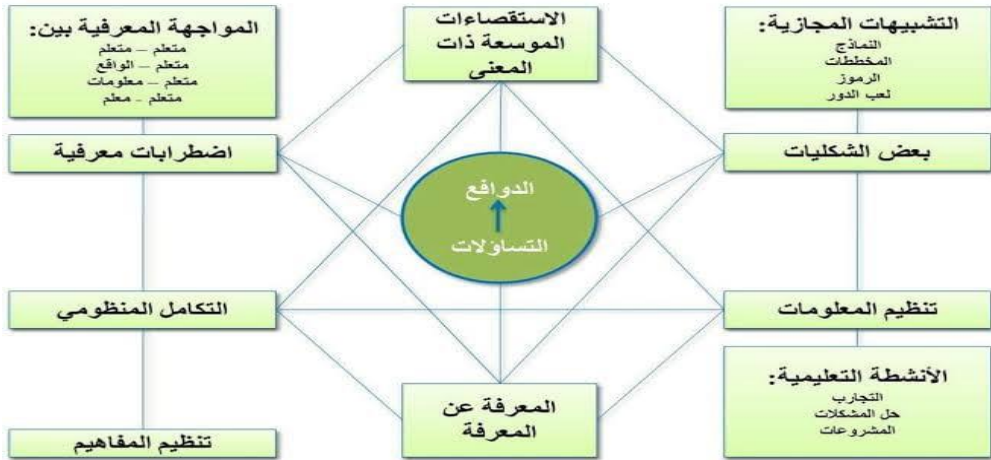 التشبيهات المجازية:
النماذج
المخططات
الرموز
لعب الدور
الاستقصاءات
الموسعة ذات
المعنى
المواجهة المعرفية بين:
متعلم – متعلم
متعلم – الواقع
متعلم – معلومات
متعلم - معلم
بعض الشكليات
اضطرابات معرفية
الدوافع
التساؤلات
تنظيم المعلومات
التكامل المنظومي
الأنشطة التعليمية:
التجارب
حل المشكلات
المشروعات
المعرفة عن
المعرفة
تنظيم المفاهيم